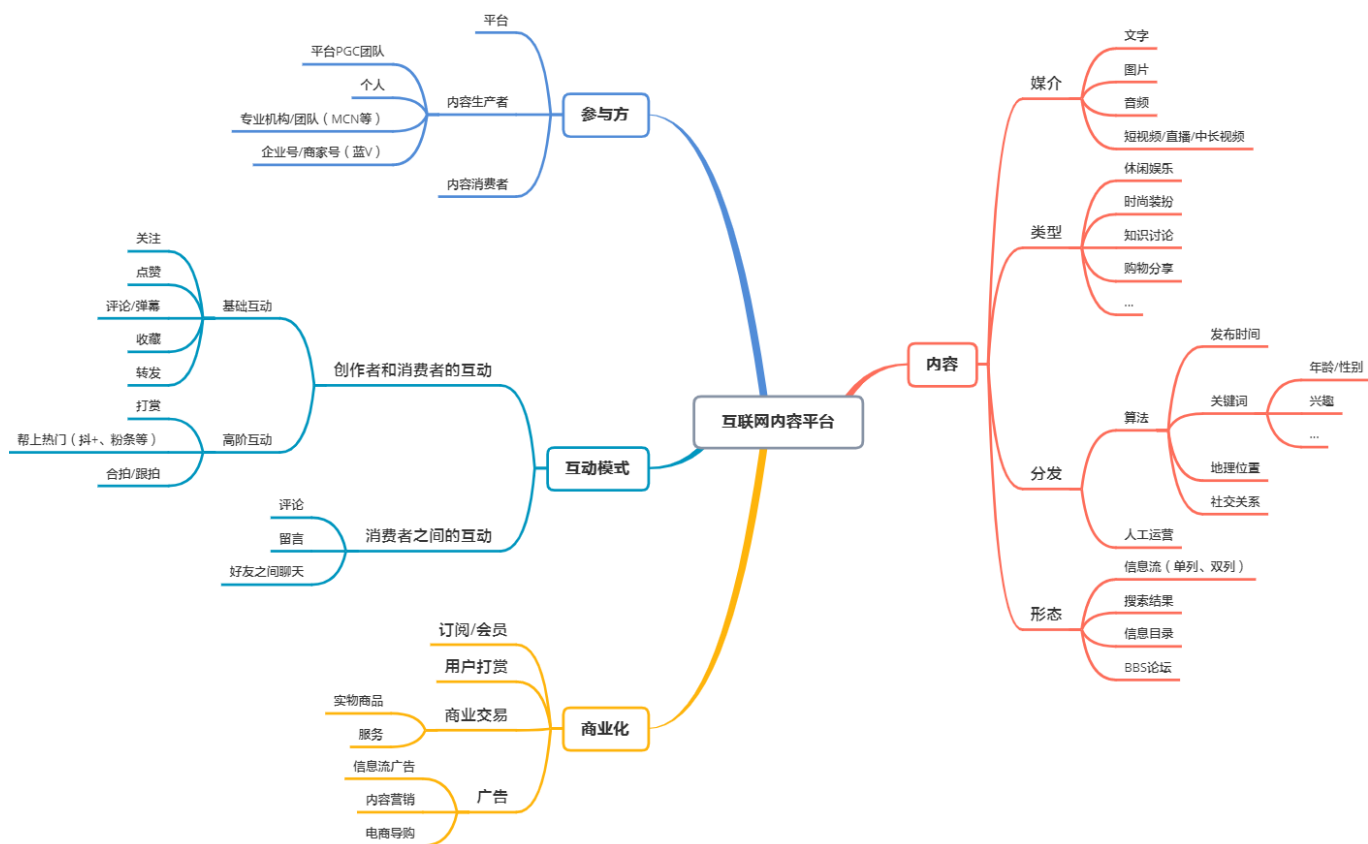 互联网内容平台
参与方
平台
内容生产者
平台PGC团队
个人
专业机构/团队（MCN等）
企业号/商家号（蓝V）
内容消费者
互动模式
创作者和消费者的互动
基础互动
关注
点赞
评论/弹幕
收藏
转发
高阶互动
打赏
帮上热门（抖+、粉条等）
合拍/跟拍
消费者之间的互动
评论
留言
好友之间聊天
商业化
订阅/会员
用户打赏
商业交易
实物商品
服务
广告
信息流广告
内容营销
电商导购
内容
媒介
文字
图片
音频
短视频/直播/中长视频
类型
休闲娱乐
时尚装扮
知识讨论
购物分享
...
分发
算法
发布时间
关键词
年龄/性别
兴趣
...
地理位置
社交关系
人工运营
形态
信息流（单列、双列）
搜索结果
信息目录
BBS论坛